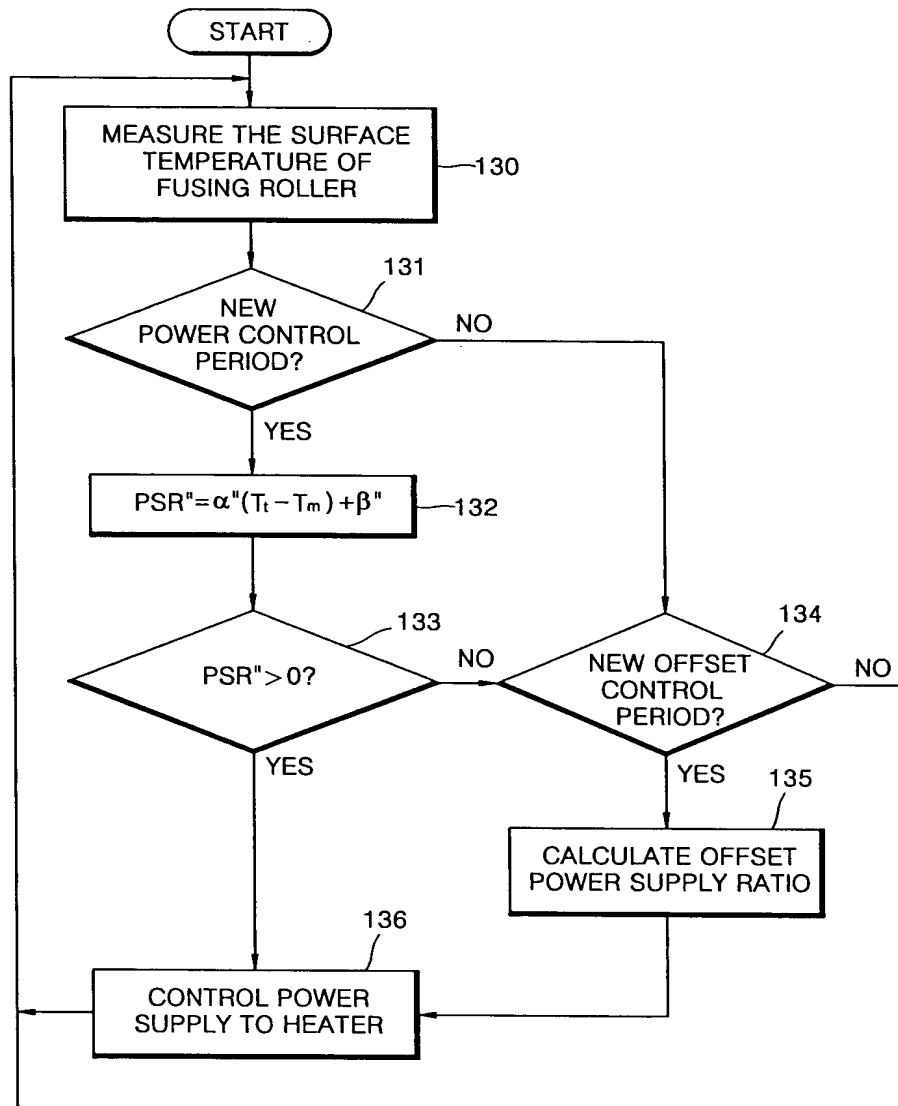 START
MEASURE THE SURFACE
TEMPERATURE OF
FUSING ROLLER
130
131
NEW
POWER CONTROL
PERIOD?
NO
YES
PSR"=α"(Tt−Tm)+β"
132
133
PSR">0?
NO
YES
134
NEW OFFSET
CONTROL
PERIOD?
NO
YES
135
CALCULATE OFFSET
POWER SUPPLY RATIO
136
CONTROL POWER
SUPPLY TO HEATER